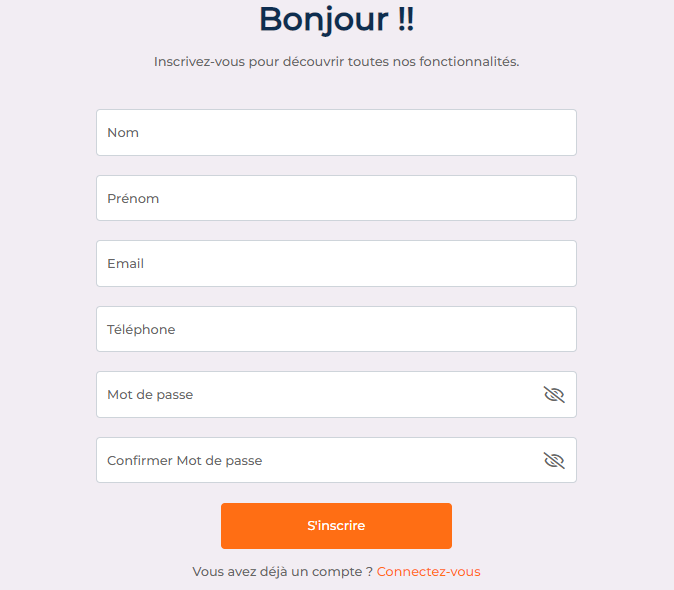 Bonjour !!
Inscrivez-vous pour découvrir toutes nos fonctionnalités.
Nom
Prénom
Email
Téléphone
Mot de passe
Confirmer Mot de passe
S'inscrire
Vous avez déjà un compte ? Connectez-vous